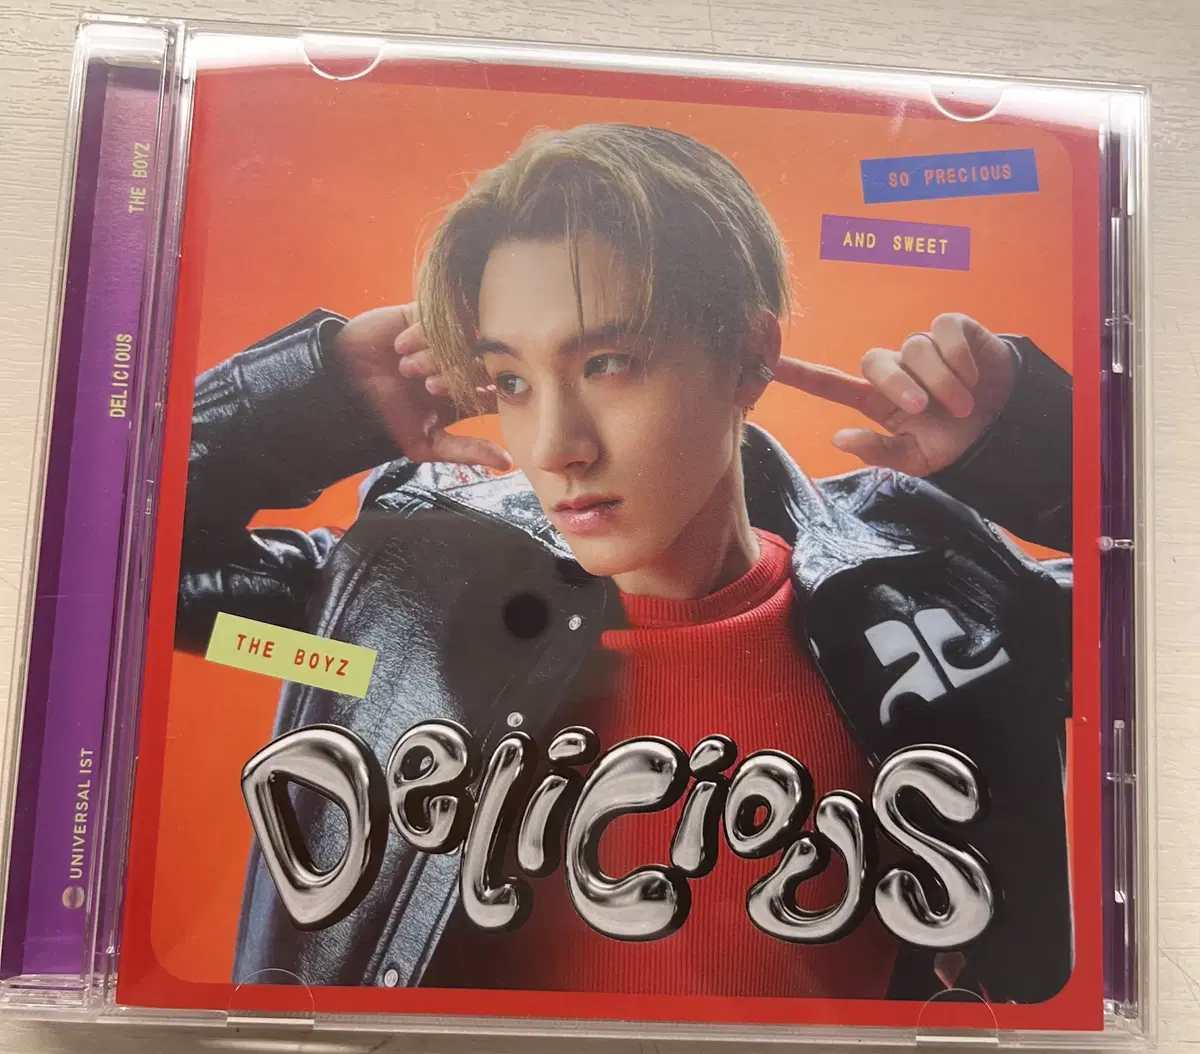 SO PRECIOUS
AND SWEET
THE BOYZ
DeLiCiOUS
THE BOYZ
DELICIOUS
UNIVERSAL IST